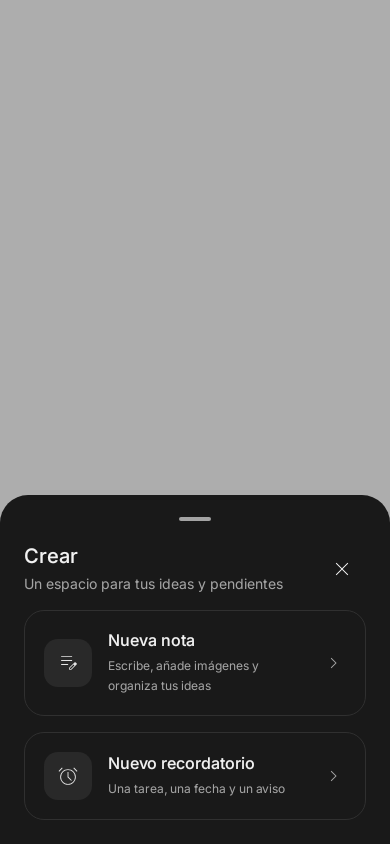 Crear
Un espacio para tus ideas y pendientes
Nueva nota
Escribe, añade imágenes y
organiza tus ideas
Nuevo recordatorio
Una tarea, una fecha y un aviso